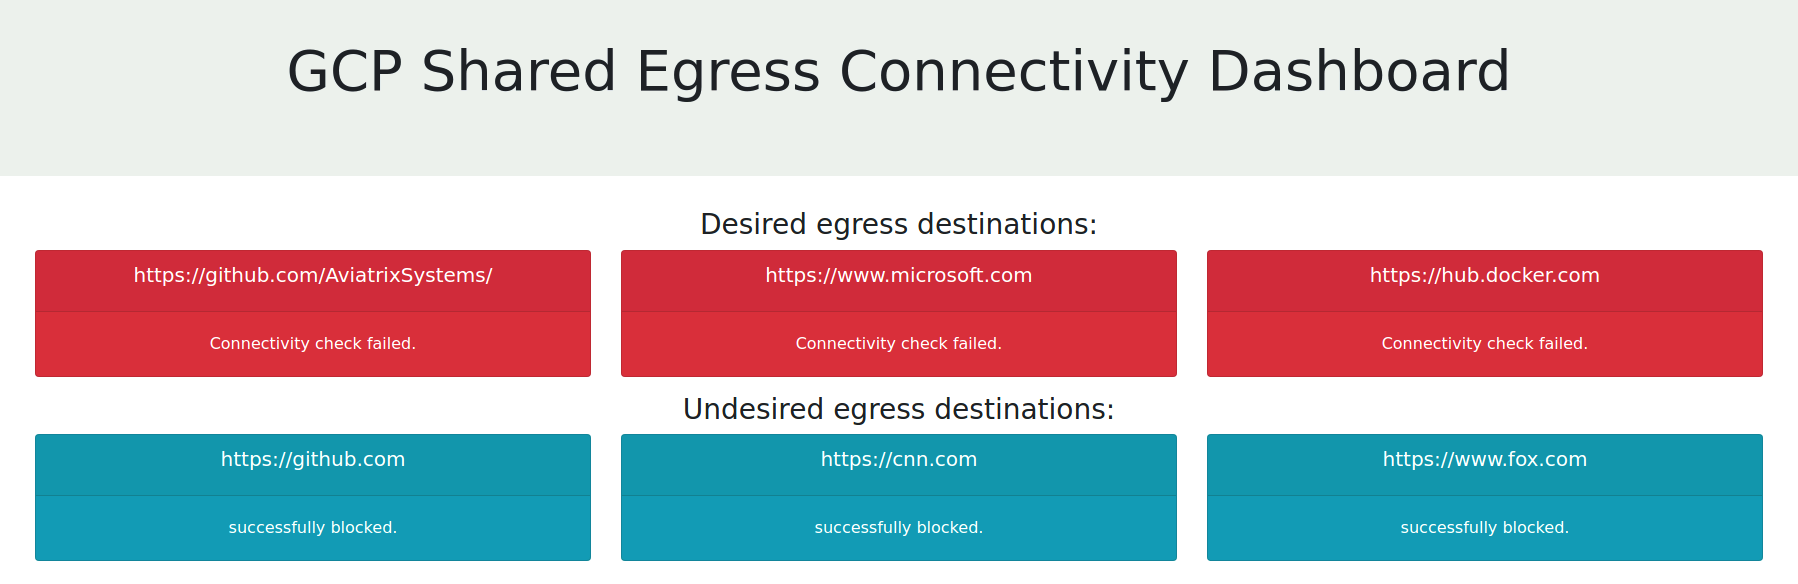 GCP Shared Egress Connectivity Dashboard
Desired egress destinations:
https://github.com/AviatrixSystems/
Connectivity check failed.
https://www.microsoft.com
Connectivity check failed.
https://hub.docker.com
Connectivity check failed.
Undesired egress destinations:
https://github.com
successfully blocked.
https://cnn.com
successfully blocked.
https://www.fox.com
successfully blocked.